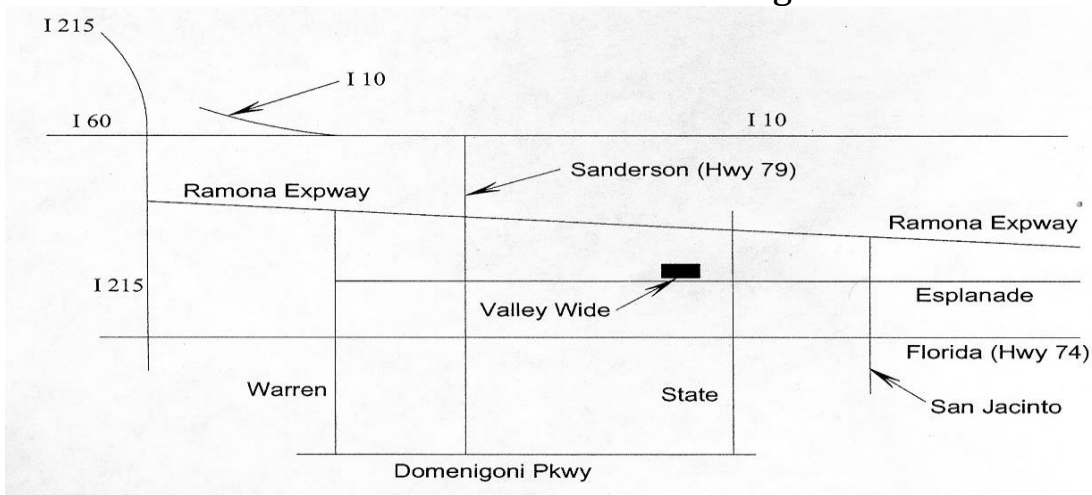 I 215
I 10
I 60
I 10
Sanderson (Hwy 79)
Ramona Expway
Ramona Expway
I 215
Esplanade
Valley Wide
Florida (Hwy 74)
Warren
State
San Jacinto
Domenigoni Pkwy